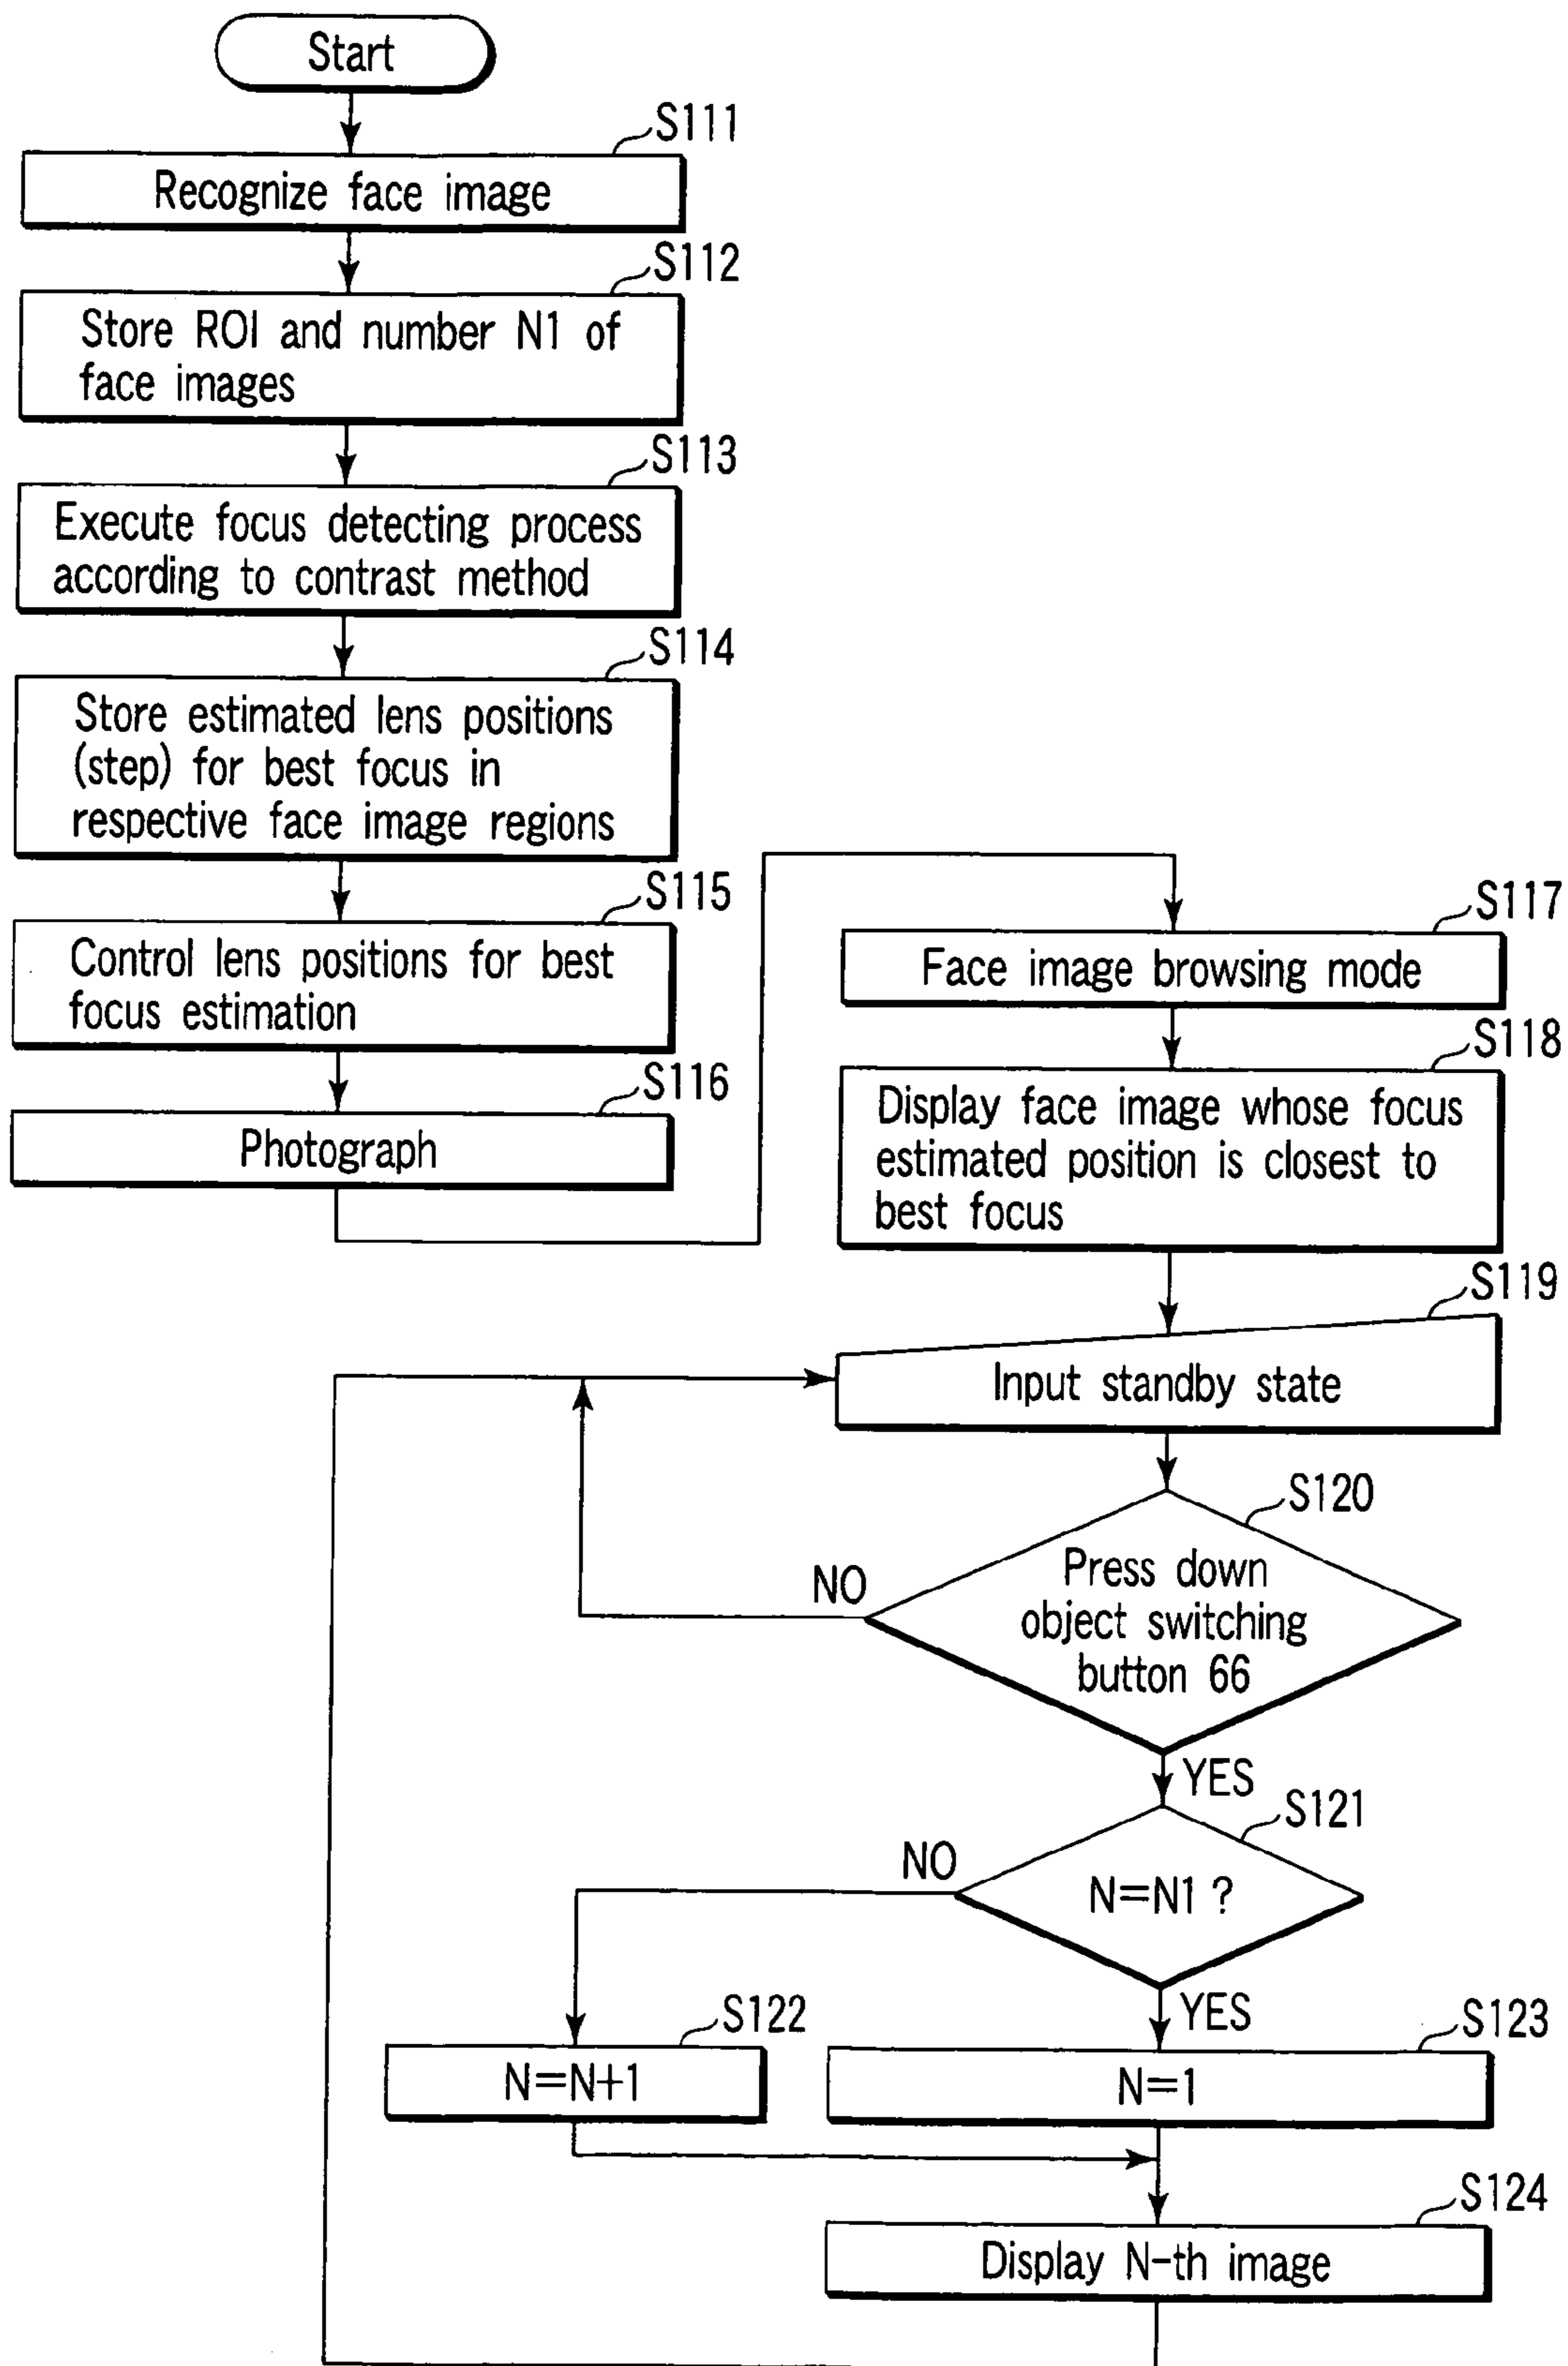 Start
S111
Recognize face image
S112
Store ROI and number N1 of
face images
S113
Execute focus detecting process
according to contrast method
S114
Store estimated lens positions
(step) for best focus in
respective face image regions
S115
Control lens positions for best
focus estimation
S116
Photograph
S117
Face image browsing mode
S118
Display face image whose focus
estimated position is closest to
best focus
S119
Input standby state
S120
Press down
object switching
button 66
NO
YES
S121
N=N1 ?
NO
YES
S122
N=N+1
S123
N=1
S124
Display N-th image